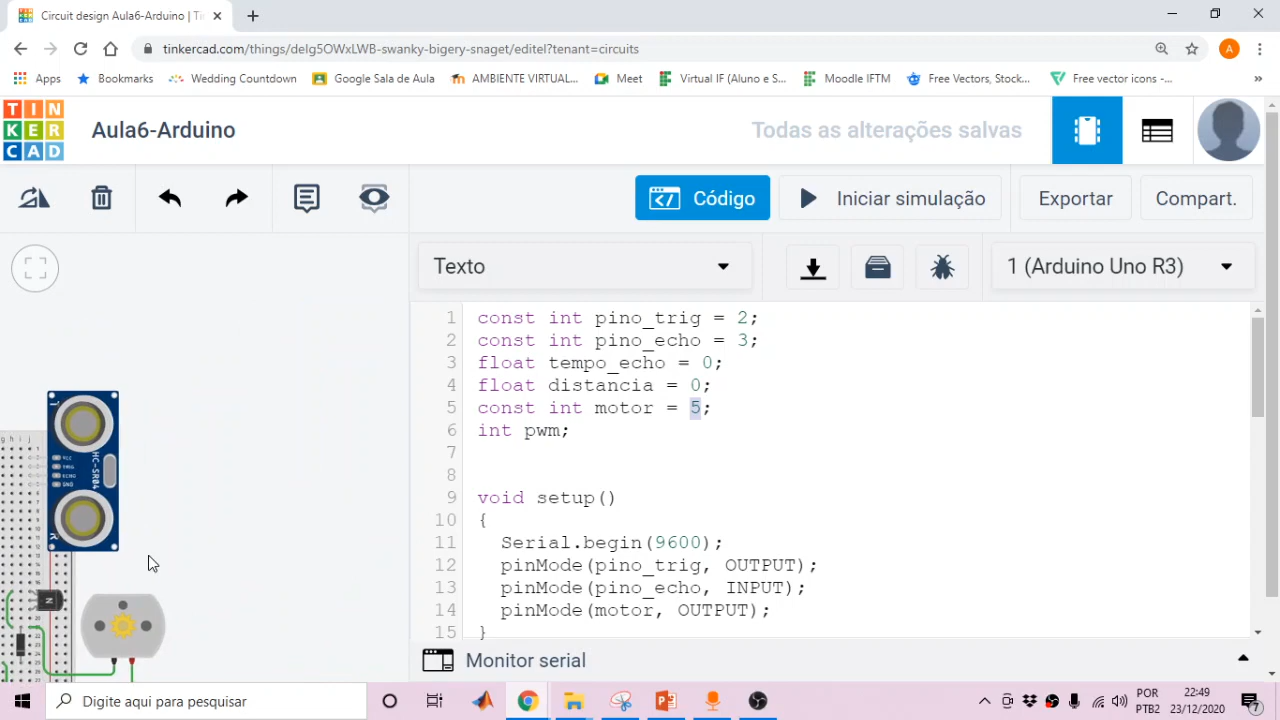 Circuit design Aula6-Arduino | Ti
tinkercad.com/things/delg5OWxLWB-swanky-bigery-snaget/editel?tenant=circuits
A
Apps Bookmarks Wedding Countdown Google Sala de Aula AMBIENTE VIRTUAL... Meet Virtual IF (Aluno e S... Moodle IFTM Free Vectors, Stock... Free vector icons -...
TIN
KER
CAD
Aula6-Arduino
Todas as alterações salvas
Código
Iniciar simulação
Exportar
Compart.
Texto
1 (Arduino Uno R3)
1 const int pino_trig = 2;
2 const int pino_echo = 3;
3 float tempo_echo = 0;
4 float distancia = 0;
5 const int motor = 5;
6 int pwm;
7
8
9 void setup()
10 {
11 Serial.begin(9600);
12 pinMode(pino_trig, OUTPUT);
13 pinMode(pino_echo, INPUT);
14 pinMode(motor, OUTPUT);
15 }
g h i j
VCC
TRIG
ECHO
GND
HC-SR04
T
R
N
Monitor serial
Digite aqui para pesquisar
POR
PTB2
22:49
23/12/2020
7